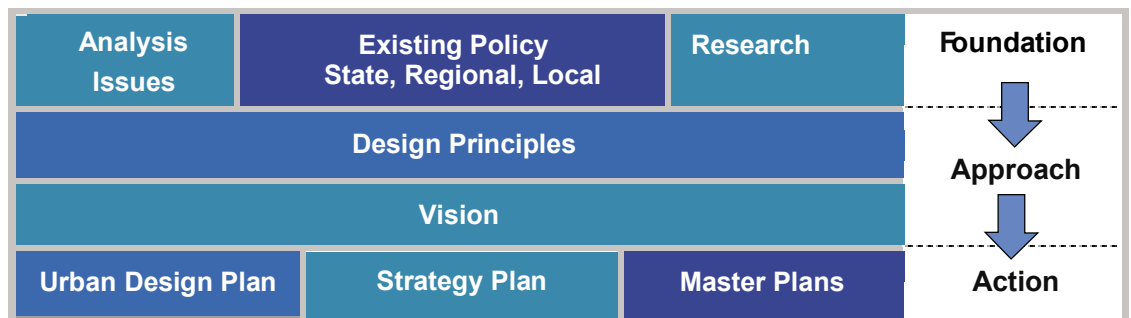 Analysis
Issues
Existing Policy
State, Regional, Local
Research
Foundation
Design Principles
Approach
Vision
Urban Design Plan
Strategy Plan
Master Plans
Action